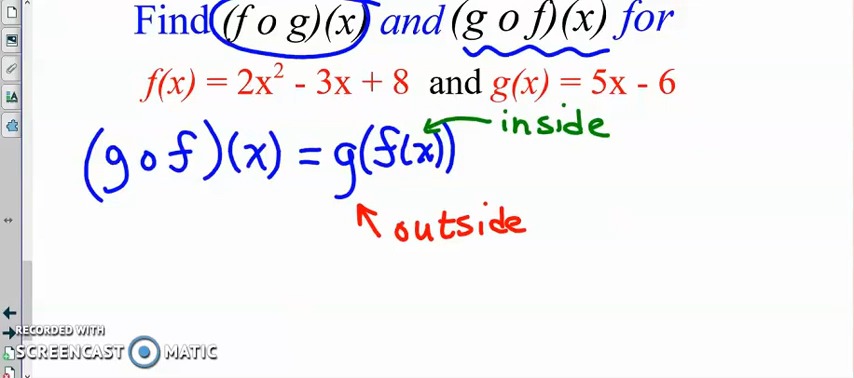 Find (f o g)(x) and (g o f)(x) for
f(x) = 2x² - 3x + 8 and g(x) = 5x - 6
inside
(g o f)(x) = g(f(x))
outside
RECORDED WITH
SCREENCAST MATIC